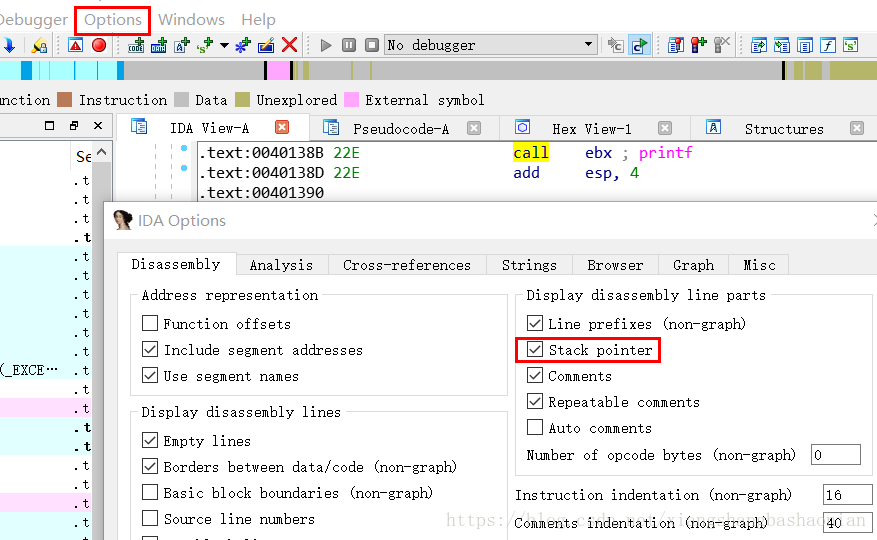 Debugger Options Windows Help
No debugger
nction Instruction Data Unexplored External symbol
IDA View-A Pseudocode-A Hex View-1 Structures
Se
.text:0040138B 22E call ebx ; printf
.text:0040138D 22E add esp, 4
.text:00401390
.t
.t
.t
.t
IDA Options
Disassembly Analysis Cross-references Strings Browser Graph Misc
Address representation
Function offsets
Include segment addresses
Use segment names
Display disassembly lines
Empty lines
Borders between data/code (non-graph)
Basic block boundaries (non-graph)
Source line numbers
Display disassembly line parts
Line prefixes (non-graph)
Stack pointer
Comments
Repeatable comments
Auto comments
Number of opcode bytes (non-graph) 0
Instruction indentation (non-graph) 16
Comments indentation (non-graph) 40
.t
.t
.t
.t
.t
.t
(_EXCE… .t
.t
.t
.t
.t
.t
.t
.t
.t